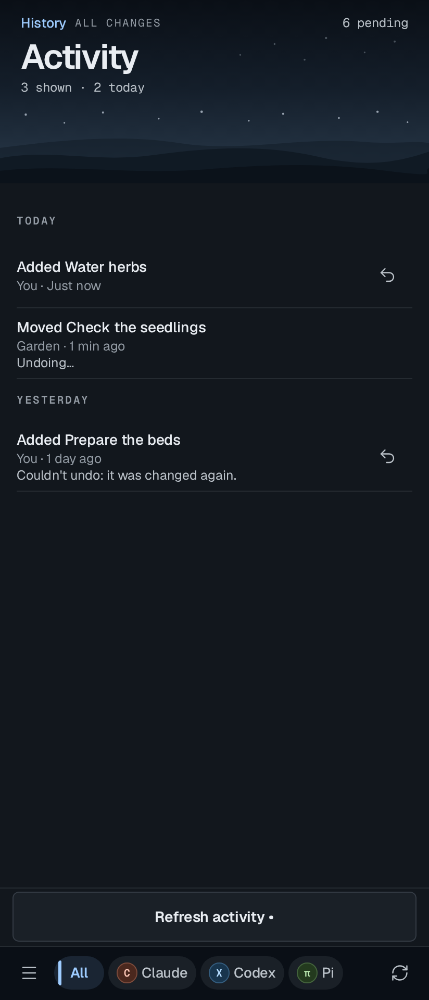 History ALL CHANGES 6 pending
Activity
3 shown · 2 today
TODAY
Added Water herbs
You · Just now
Moved Check the seedlings
Garden · 1 min ago
Undoing…
YESTERDAY
Added Prepare the beds
You · 1 day ago
Couldn't undo: it was changed again.
Refresh activity •
All C Claude X Codex π Pi